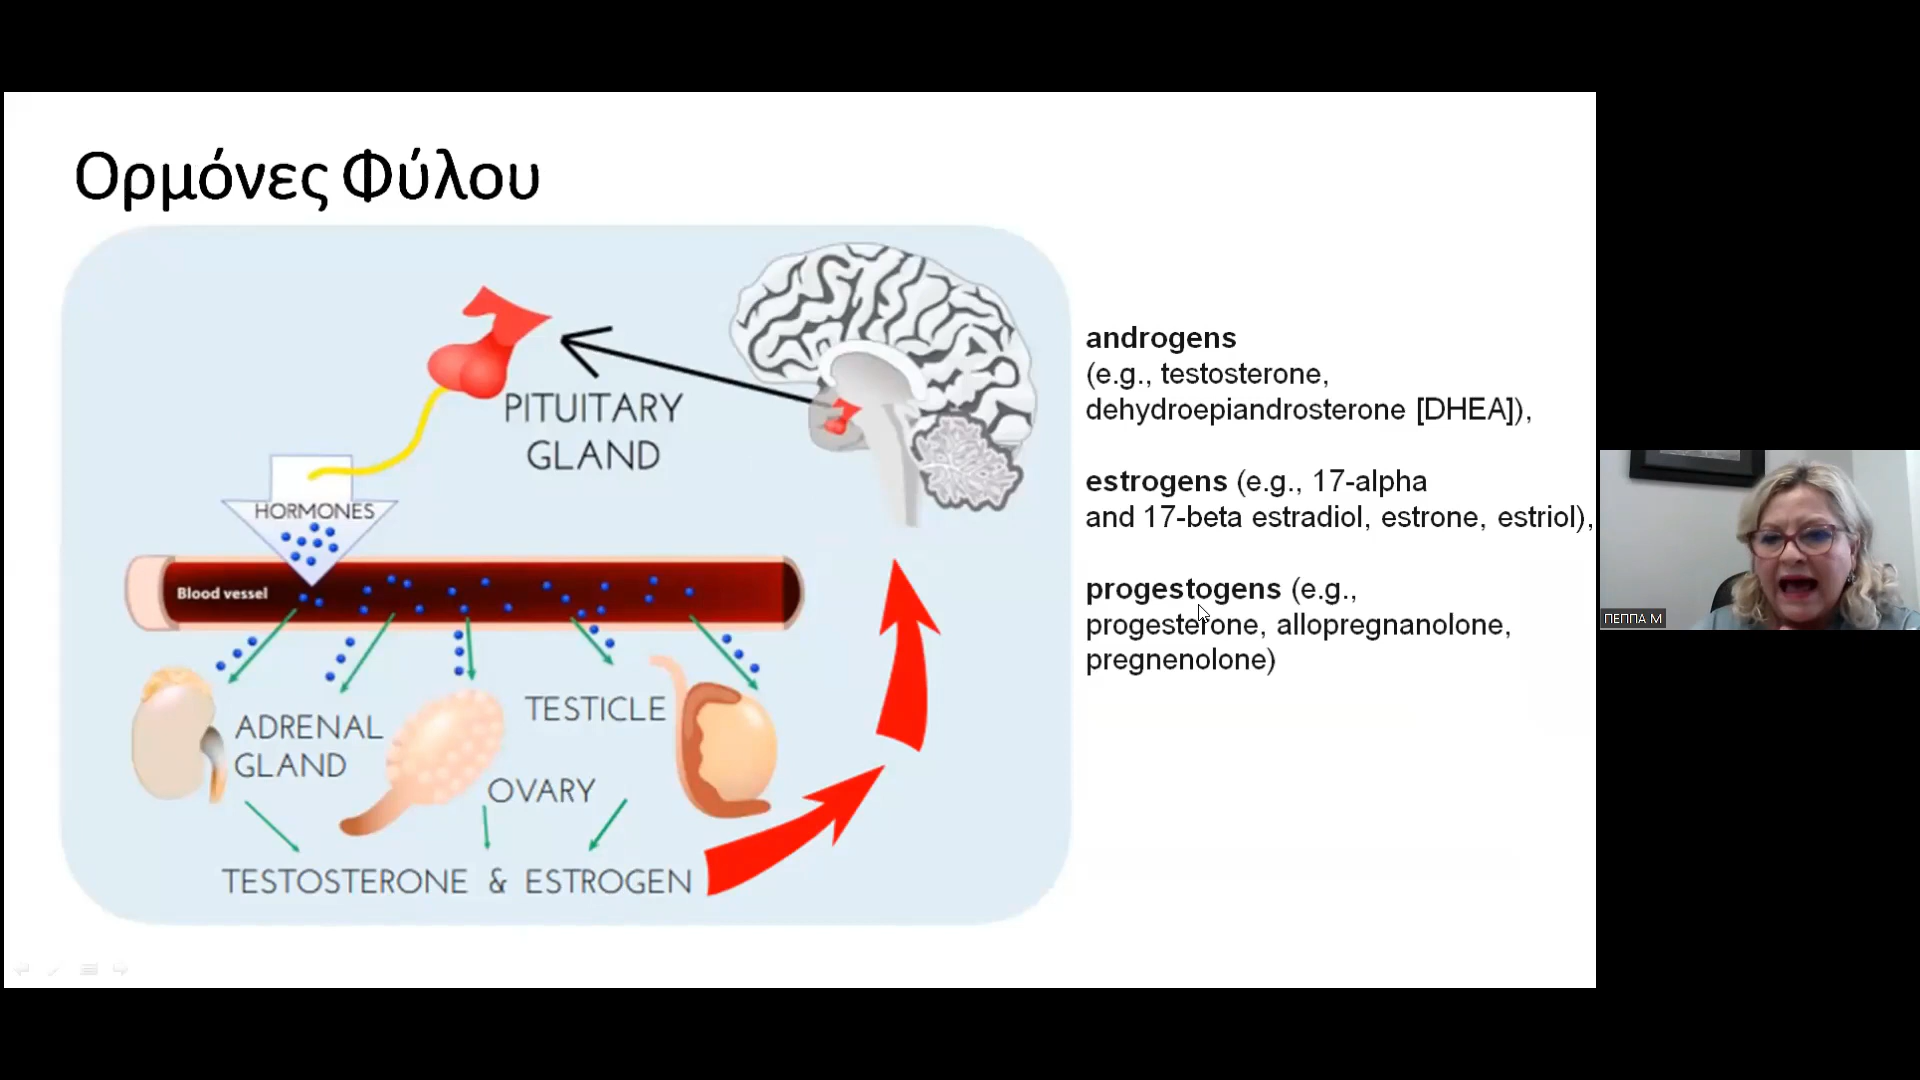 Ορμόνες Φύλου
PITUITARY
GLAND
HORMONES
Blood vessel
ADRENAL
GLAND
OVARY
TESTICLE
TESTOSTERONE & ESTROGEN
androgens
(e.g., testosterone,
dehydroepiandrosterone [DHEA]),
estrogens (e.g., 17-alpha
and 17-beta estradiol, estrone, estriol),
progestogens (e.g.,
progesterone, allopregnanolone,
pregnenolone)
ΠΕΠΠΑ Μ